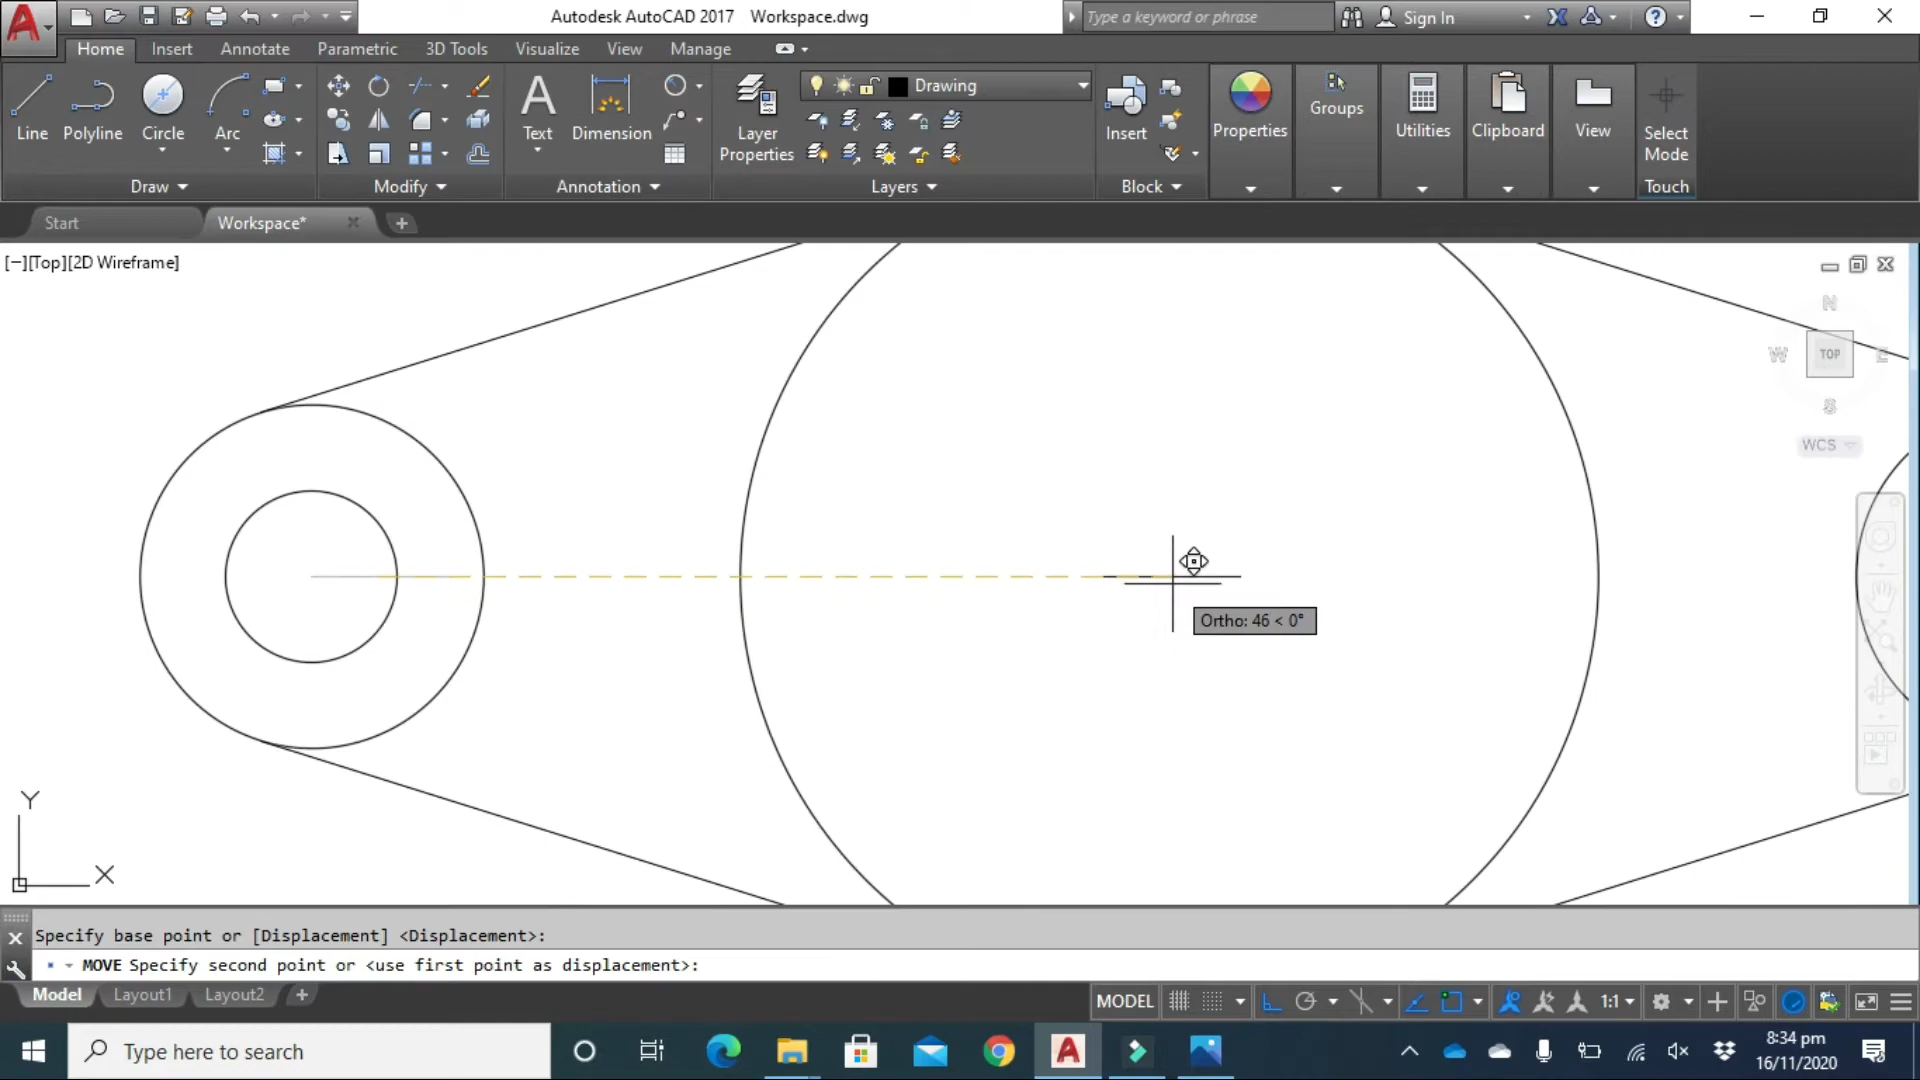 Autodesk AutoCAD 2017 Workspace.dwg
Type a keyword or phrase
Sign In
Home Insert Annotate Parametric 3D Tools Visualize View Manage
Line Polyline Circle Arc
Draw
Modify
Text Dimension
Annotation
Layer
Properties
Drawing
Layers
Insert
Block
Properties
Groups
Utilities
Clipboard
View
Select
Mode
Touch
Start Workspace*
[−][Top][2D Wireframe]
N
W TOP E
S
WCS
Ortho: 46 < 0°
Y
X
Specify base point or [Displacement] <Displacement>:
MOVE Specify second point or <use first point as displacement>:
Model Layout1 Layout2
MODEL 1:1
Type here to search
8:34 pm
16/11/2020